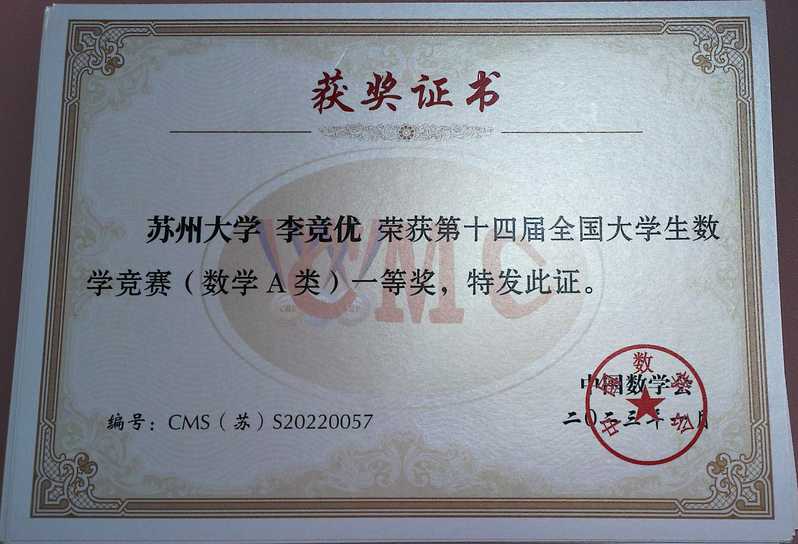 获奖证书
苏州大学 李竞优 荣获第十四届全国大学生数
学竞赛（数学 A 类）一等奖，特发此证。
中国数学会
编号：CMS（苏）S20220057
二〇二三年 月
CMC